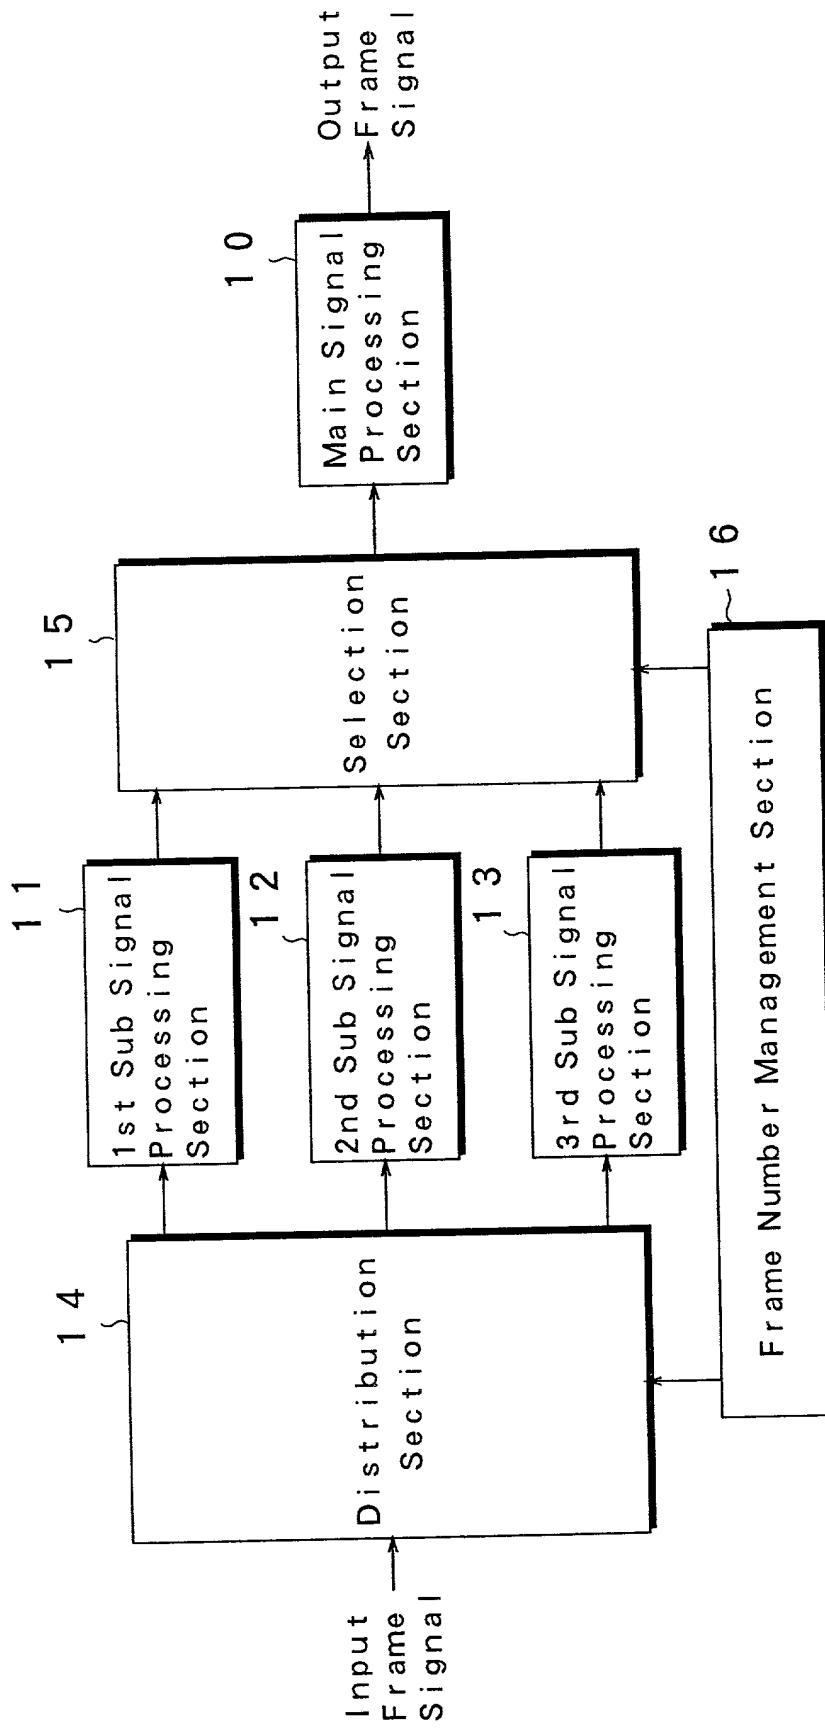 Input
Frame
Signal
14
Distribution
Section
11
1st Sub Signal
Processing
Section
12
2nd Sub Signal
Processing
Section
13
3rd Sub Signal
Processing
Section
15
Selection
Section
10
Main Signal
Processing
Section
Output
Frame
Signal
16
Frame Number Management Section